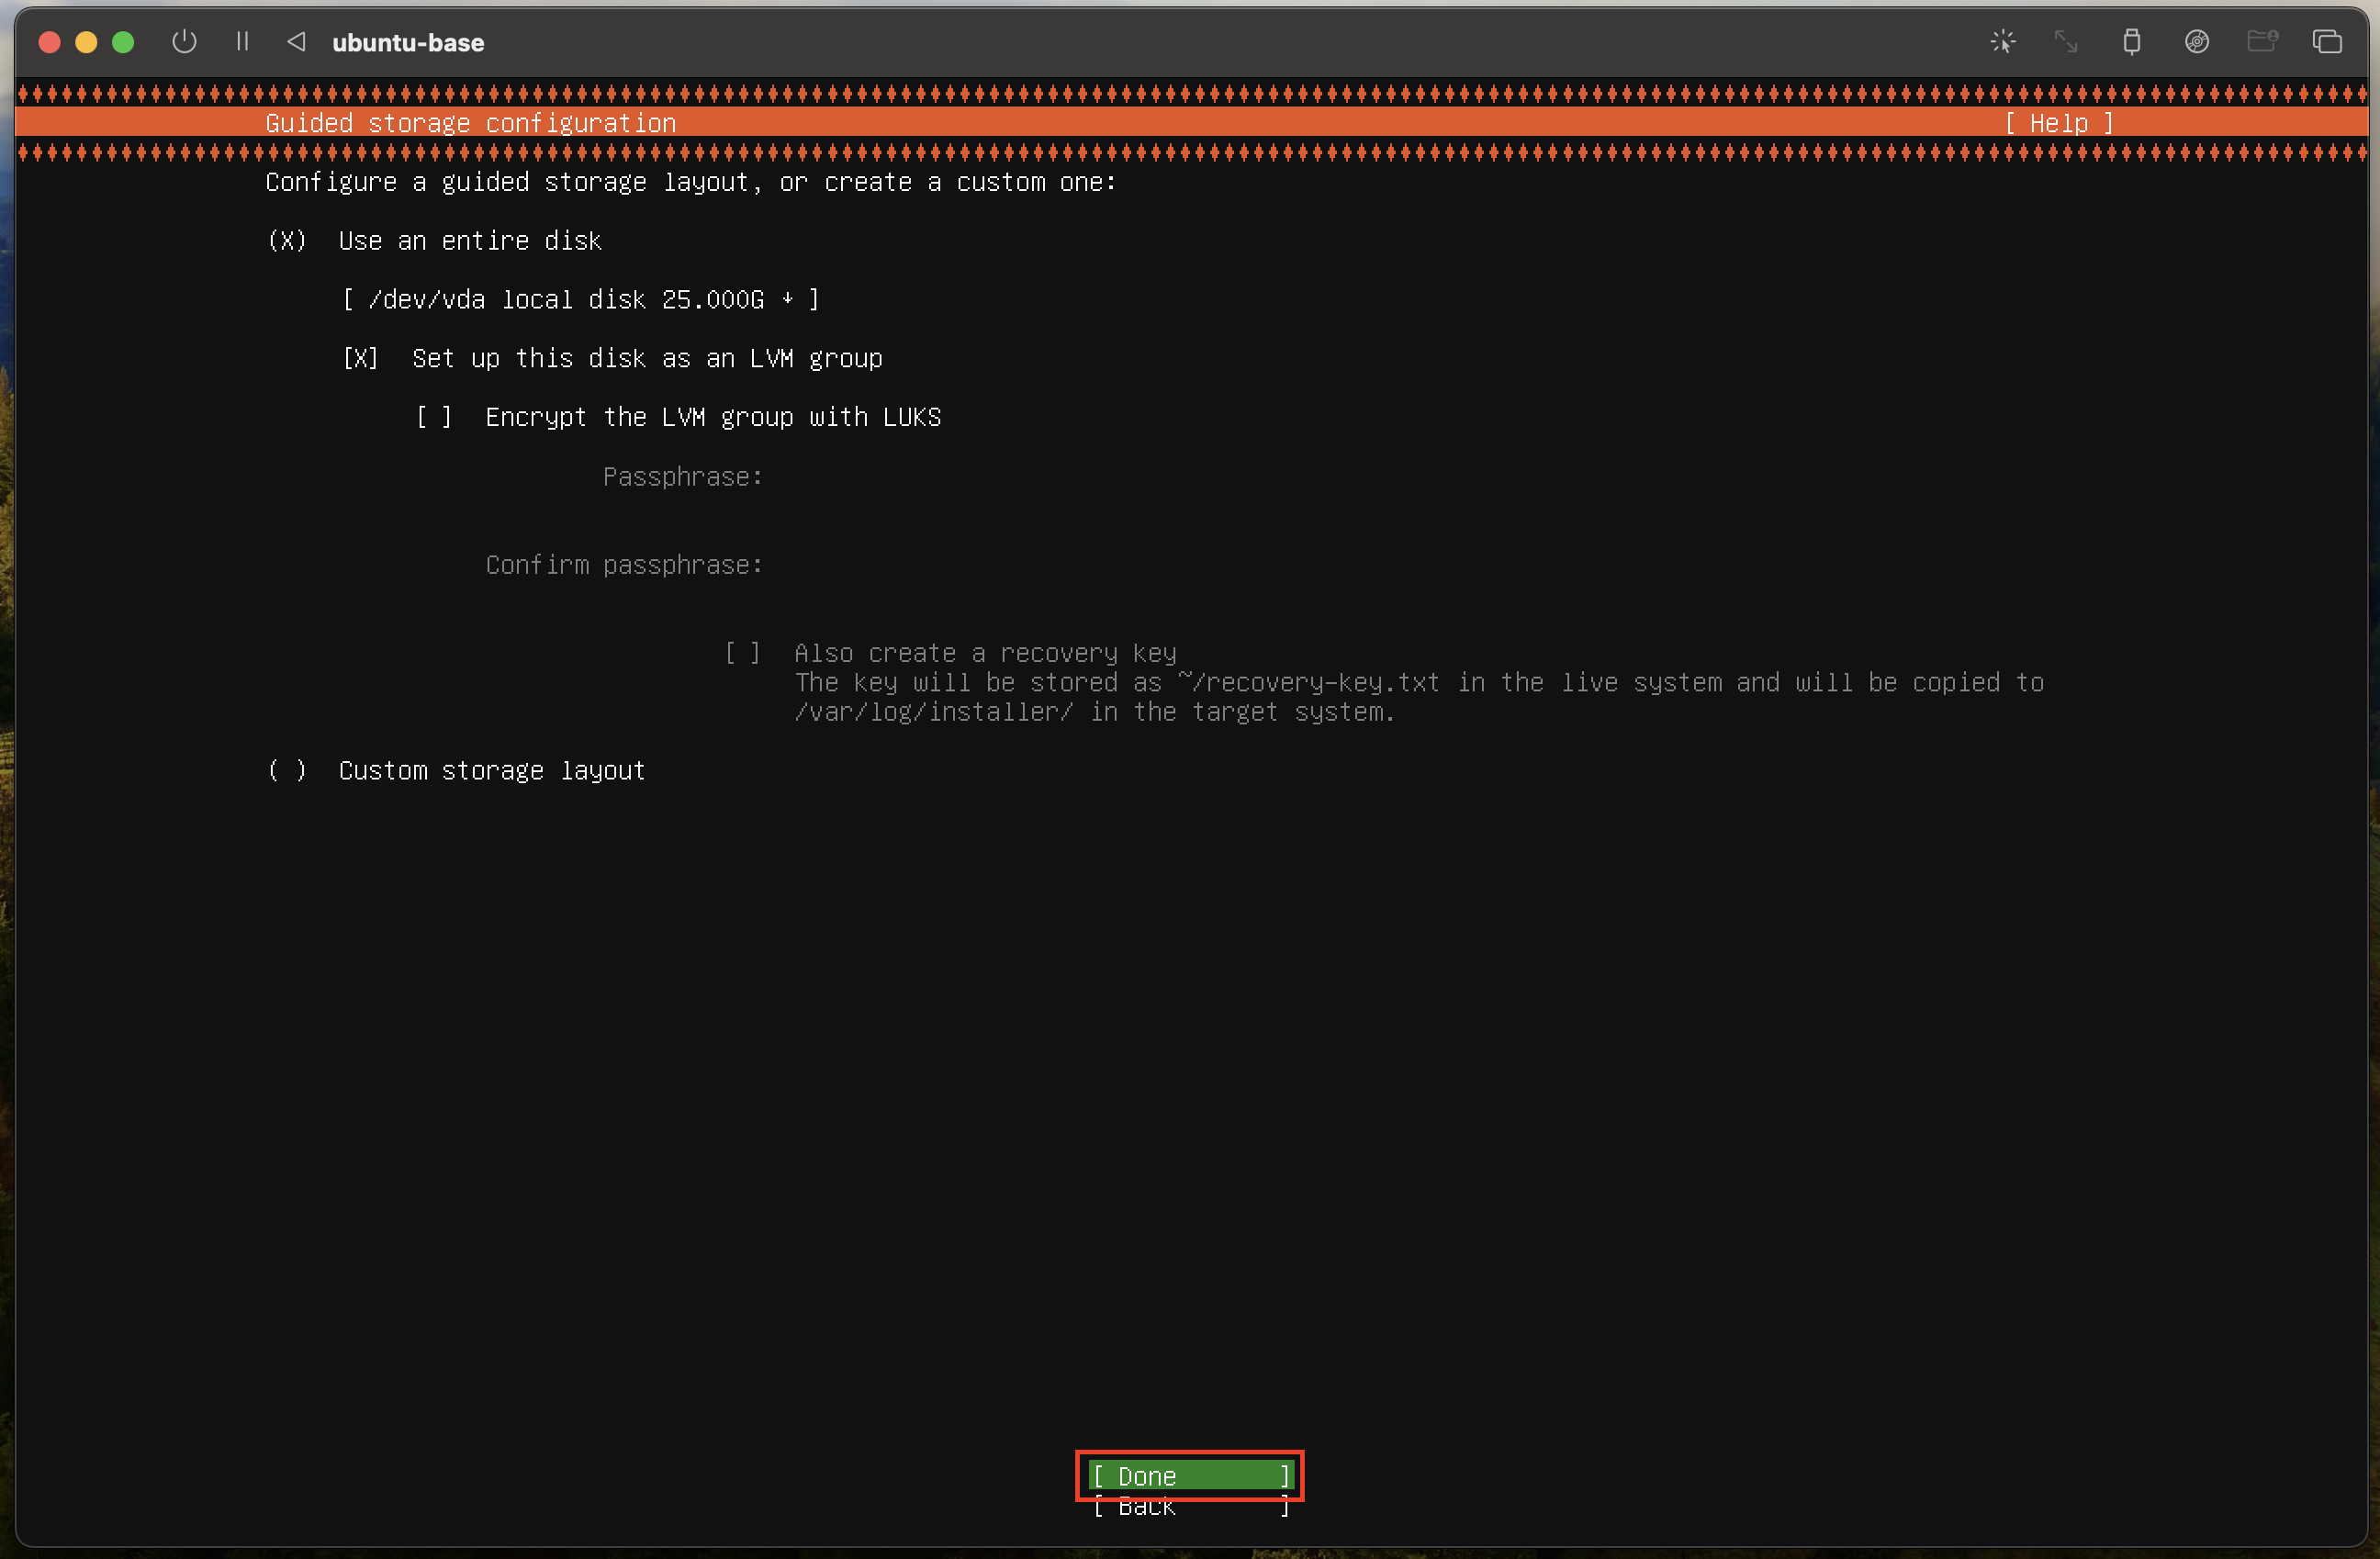 ubuntu-base
Guided storage configuration [ Help ]
Configure a guided storage layout, or create a custom one:
(X) Use an entire disk
[ /dev/vda local disk 25.000G ↓ ]
[X] Set up this disk as an LVM group
[ ] Encrypt the LVM group with LUKS
Passphrase:
Confirm passphrase:
[ ] Also create a recovery key
The key will be stored as ~/recovery-key.txt in the live system and will be copied to
/var/log/installer/ in the target system.
( ) Custom storage layout
[ Done ]
[ Back ]